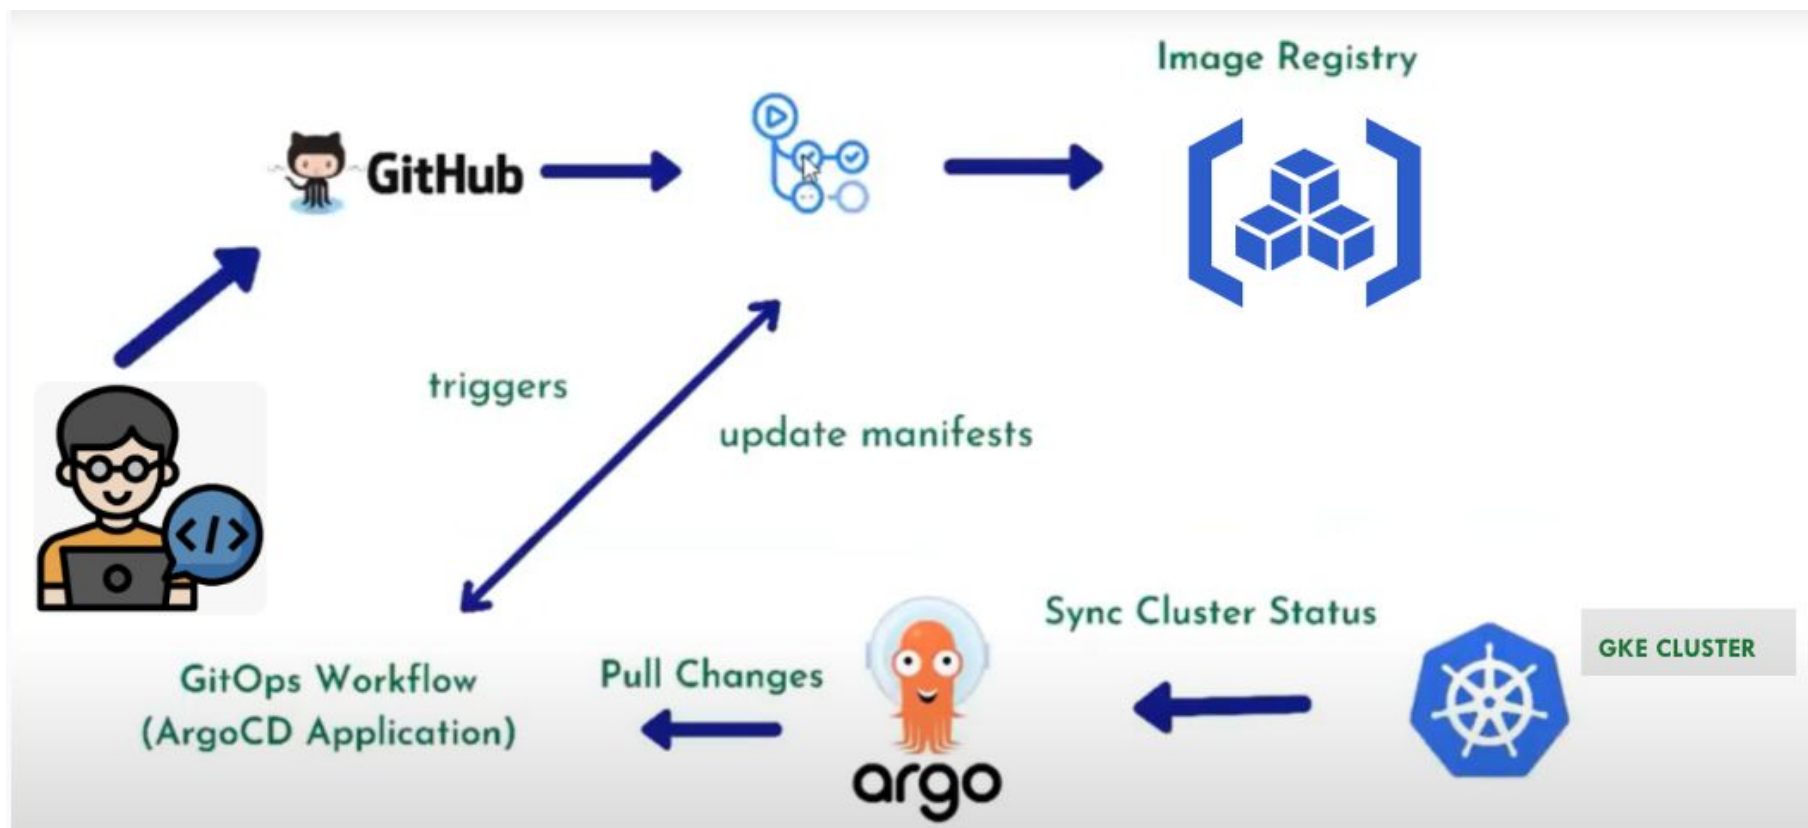 Image Registry
GitHub
triggers
update manifests
Sync Cluster Status
GKE CLUSTER
GitOps Workflow
(ArgoCD Application)
Pull Changes
argo